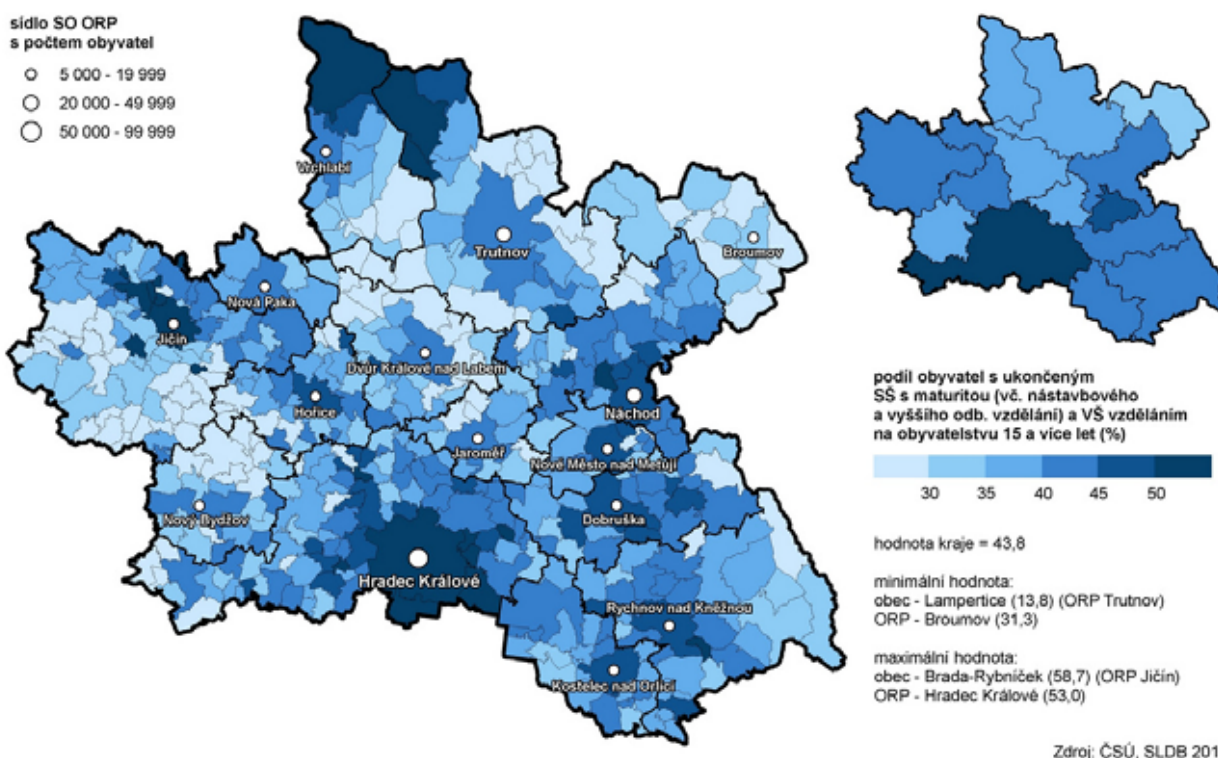 sídlo SO ORP
s počtem obyvatel
5 000 - 19 999
20 000 - 49 999
50 000 - 99 999
Vrchlabí
Trutnov
Broumov
Nová Paka
Jičín
Dvůr Králové nad Labem
Hořice
Náchod
Jaroměř
Nové Město nad Metují
Nový Bydžov
Dobruška
Hradec Králové
Rychnov nad Kněžnou
Kostelec nad Orlicí
podíl obyvatel s ukončeným
SŠ s maturitou (vč. nástavbového
a vyššího odb. vzdělání) a VŠ vzděláním
na obyvatelstvu 15 a více let (%)
30 35 40 45 50
hodnota kraje = 43,8
minimální hodnota:
obec - Lampertice (13,8) (ORP Trutnov)
ORP - Broumov (31,3)
maximální hodnota:
obec - Brada-Rybníček (58,7) (ORP Jičín)
ORP - Hradec Králové (53,0)
Zdroj: ČSÚ, SLDB 201